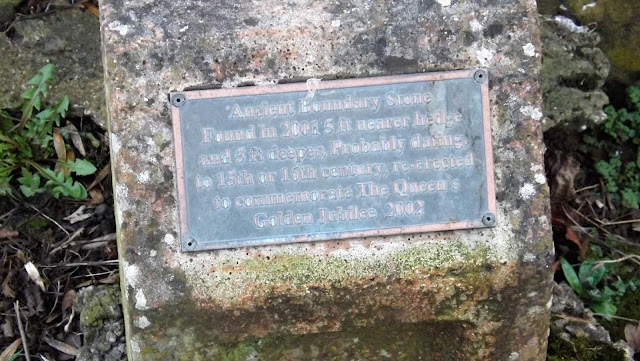 Ancient Boundary Stone
Found in 2001 5 ft nearer hedge
and 3 ft deeper, Probably dating
to 15th or 16th century, re-erected
to commemorate The Queen's
Golden Jubilee 2002